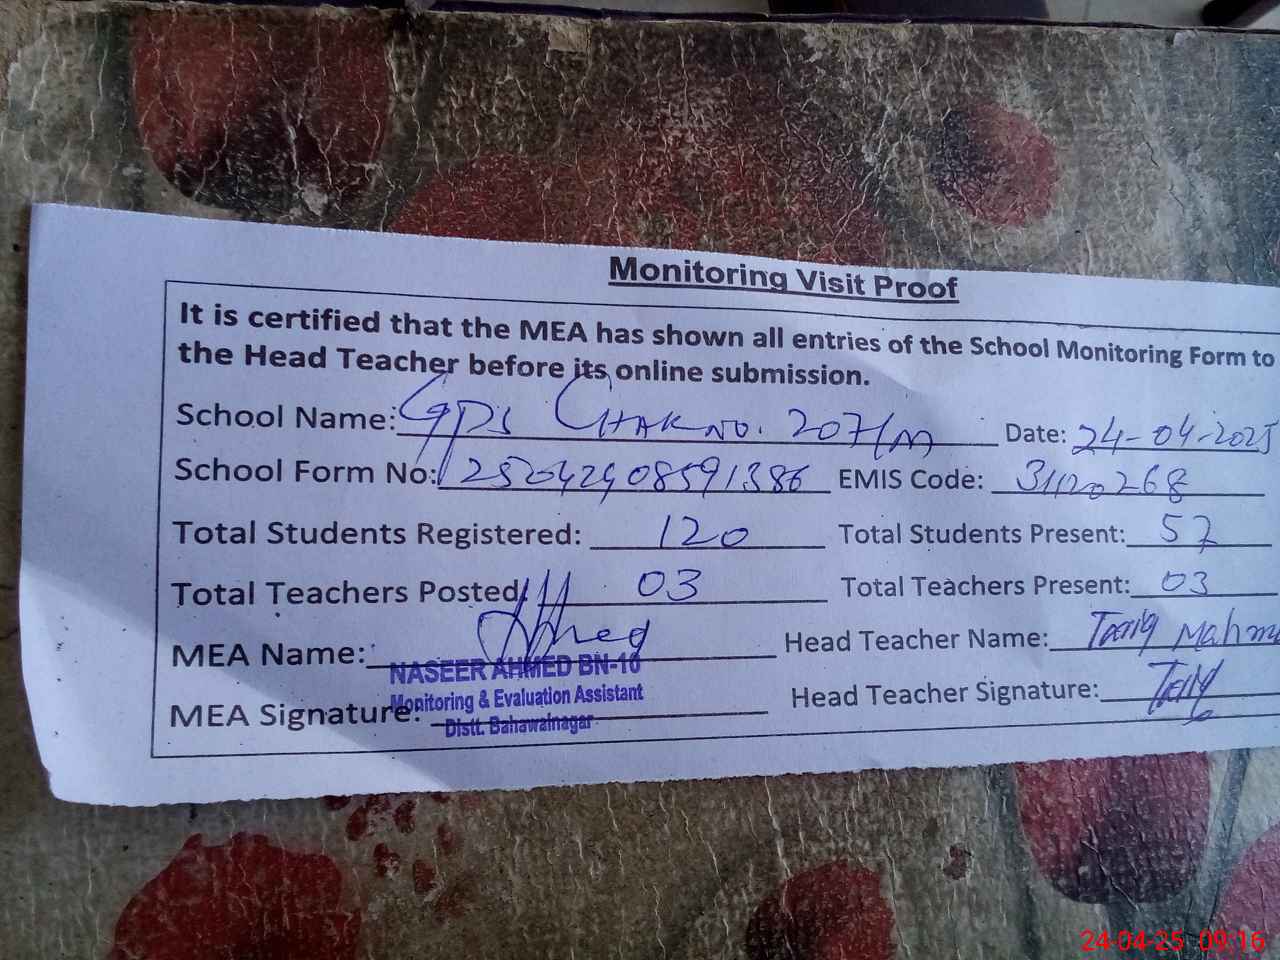 Monitoring Visit Proof
It is certified that the MEA has shown all entries of the School Monitoring Form to
the Head Teacher before its online submission.
School Name: GPS CHAK NO. 207/M Date: 24-04-2025
School Form No: 25042408591386 EMIS Code: 31120268
Total Students Registered: 120 Total Students Present: 57
Total Teachers Posted: 03 Total Teachers Present: 03
MEA Name: Head Teacher Name: Tariq Mahm
NASEER AHMED BN-16
Monitoring & Evaluation Assistant
MEA Signature: Head Teacher Signature: Tariq
Distt. Bahawalnagar
24-04-25 09:16